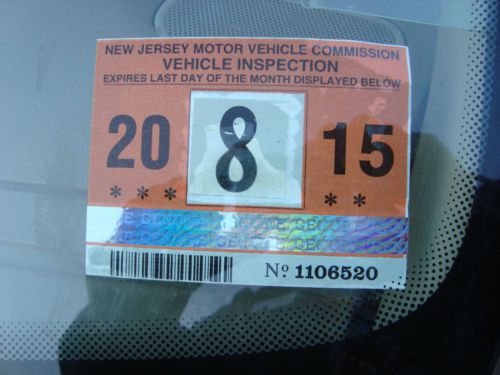 NEW JERSEY MOTOR VEHICLE COMMISSION
VEHICLE INSPECTION
EXPIRES LAST DAY OF THE MONTH DISPLAYED BELOW
20 8 15
*** **
Nº 1106520